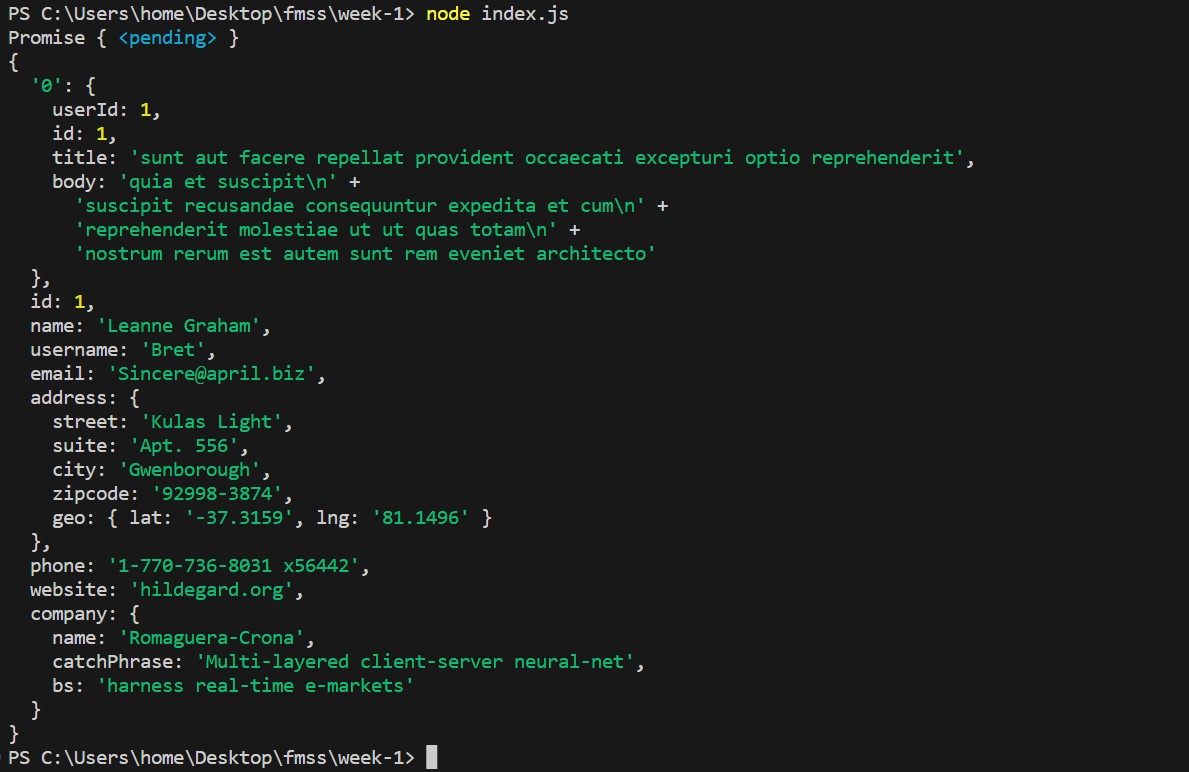 PS C:\Users\home\Desktop\fmss\week-1> node index.js
Promise { <pending> }
{
  '0': {
    userId: 1,
    id: 1,
    title: 'sunt aut facere repellat provident occaecati excepturi optio reprehenderit',
    body: 'quia et suscipit\n' +
      'suscipit recusandae consequuntur expedita et cum\n' +
      'reprehenderit molestiae ut ut quas totam\n' +
      'nostrum rerum est autem sunt rem eveniet architecto'
  },
  id: 1,
  name: 'Leanne Graham',
  username: 'Bret',
  email: 'Sincere@april.biz',
  address: {
    street: 'Kulas Light',
    suite: 'Apt. 556',
    city: 'Gwenborough',
    zipcode: '92998-3874',
    geo: { lat: '-37.3159', lng: '81.1496' }
  },
  phone: '1-770-736-8031 x56442',
  website: 'hildegard.org',
  company: {
    name: 'Romaguera-Crona',
    catchPhrase: 'Multi-layered client-server neural-net',
    bs: 'harness real-time e-markets'
  }
}
PS C:\Users\home\Desktop\fmss\week-1>